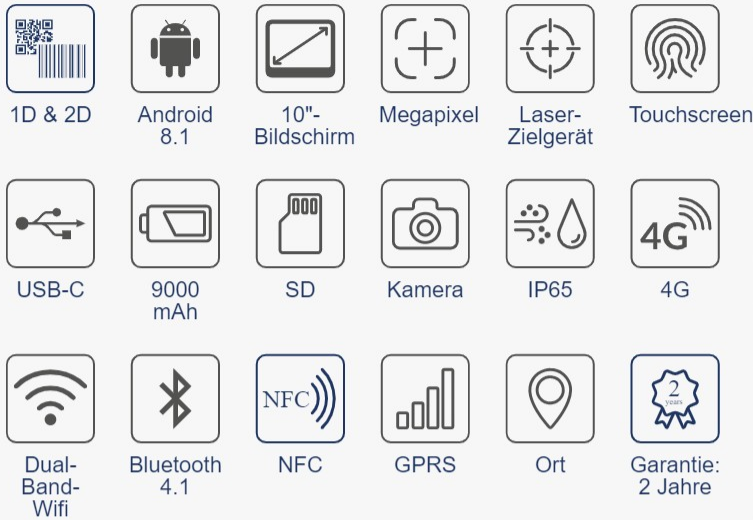 1D & 2D
Android
8.1
10"-
Bildschirm
Megapixel
Laser-
Zielgerät
Touchscreen
4G
USB-C
9000
mAh
SD
Kamera
IP65
4G
NFC
2
years
Dual-
Band-
Wifi
Bluetooth
4.1
NFC
GPRS
Ort
Garantie:
2 Jahre